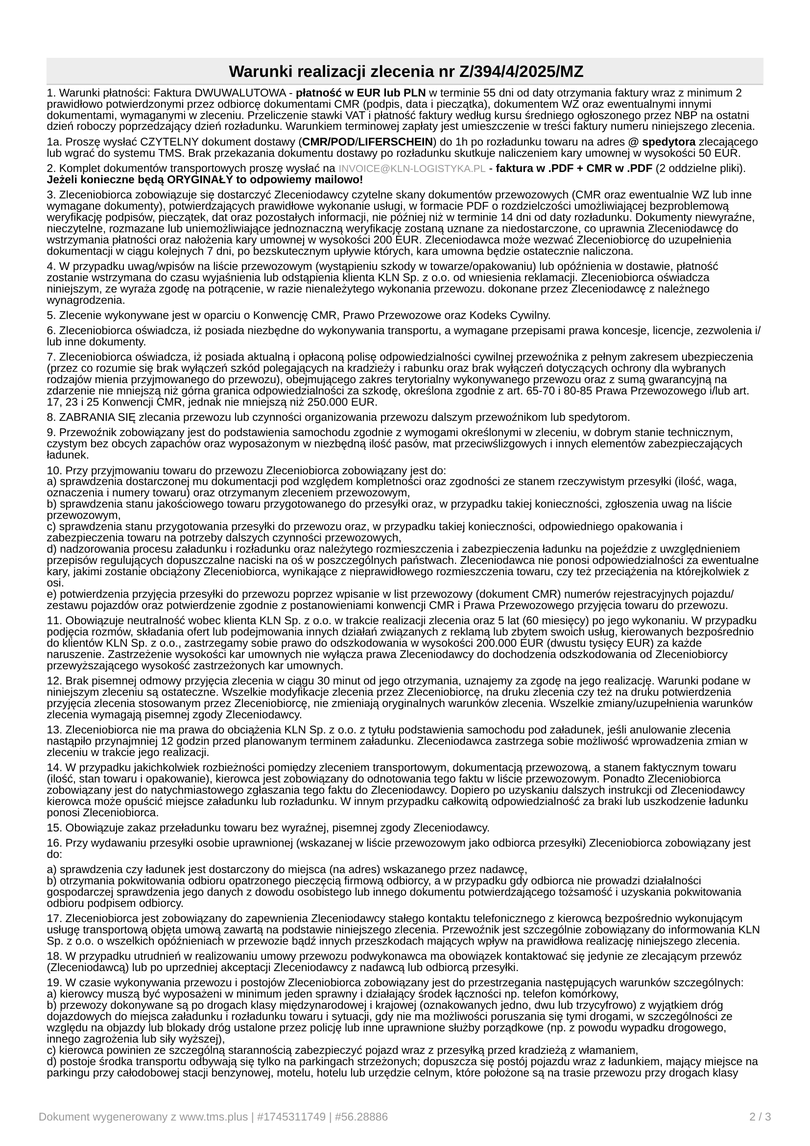 Warunki realizacji zlecenia nr Z/394/4/2025/MZ
1. Warunki płatności: Faktura DWUWALUTOWA - płatność w EUR lub PLN w terminie 55 dni od daty otrzymania faktury wraz z minimum 2
prawidłowo potwierdzonymi przez odbiorcę dokumentami CMR (podpis, data i pieczątka), dokumentem WZ oraz ewentualnymi innymi
dokumentami, wymaganymi w zleceniu. Przeliczenie stawki VAT i płatność faktury według kursu średniego ogłoszonego przez NBP na ostatni
dzień roboczy poprzedzający dzień rozładunku. Warunkiem terminowej zapłaty jest umieszczenie w treści faktury numeru niniejszego zlecenia.
1a. Proszę wysłać CZYTELNY dokument dostawy (CMR/POD/LIFERSCHEIN) do 1h po rozładunku towaru na adres @ spedytora zlecającego
lub wgrać do systemu TMS. Brak przekazania dokumentu dostawy po rozładunku skutkuje naliczeniem kary umownej w wysokości 50 EUR.
2. Komplet dokumentów transportowych proszę wysłać na INVOICE@KLN-LOGISTYKA.PL - faktura w .PDF + CMR w .PDF (2 oddzielne pliki).
Jeżeli konieczne będą ORYGINAŁY to odpowiemy mailowo!
3. Zleceniobiorca zobowiązuje się dostarczyć Zleceniodawcy czytelne skany dokumentów przewozowych (CMR oraz ewentualnie WZ lub inne
wymagane dokumenty), potwierdzających prawidłowe wykonanie usługi, w formacie PDF o rozdzielczości umożliwiającej bezproblemową
weryfikację podpisów, pieczątek, dat oraz pozostałych informacji, nie później niż w terminie 14 dni od daty rozładunku. Dokumenty niewyraźne,
nieczytelne, rozmazane lub uniemożliwiające jednoznaczną weryfikację zostaną uznane za niedostarczone, co uprawnia Zleceniodawcę do
wstrzymania płatności oraz nałożenia kary umownej w wysokości 200 EUR. Zleceniodawca może wezwać Zleceniobiorcę do uzupełnienia
dokumentacji w ciągu kolejnych 7 dni, po bezskutecznym upływie których, kara umowna będzie ostatecznie naliczona.
4. W przypadku uwag/wpisów na liście przewozowym (wystąpieniu szkody w towarze/opakowaniu) lub opóźnienia w dostawie, płatność
zostanie wstrzymana do czasu wyjaśnienia lub odstąpienia klienta KLN Sp. z o.o. od wniesienia reklamacji. Zleceniobiorca oświadcza
niniejszym, ze wyraża zgodę na potrącenie, w razie nienależytego wykonania przewozu. dokonane przez Zleceniodawcę z należnego
wynagrodzenia.
5. Zlecenie wykonywane jest w oparciu o Konwencję CMR, Prawo Przewozowe oraz Kodeks Cywilny.
6. Zleceniobiorca oświadcza, iż posiada niezbędne do wykonywania transportu, a wymagane przepisami prawa koncesje, licencje, zezwolenia i/
lub inne dokumenty.
7. Zleceniobiorca oświadcza, iż posiada aktualną i opłaconą polisę odpowiedzialności cywilnej przewoźnika z pełnym zakresem ubezpieczenia
(przez co rozumie się brak wyłączeń szkód polegających na kradzieży i rabunku oraz brak wyłączeń dotyczących ochrony dla wybranych
rodzajów mienia przyjmowanego do przewozu), obejmującego zakres terytorialny wykonywanego przewozu oraz z sumą gwarancyjną na
zdarzenie nie mniejszą niż górna granica odpowiedzialności za szkodę, określona zgodnie z art. 65-70 i 80-85 Prawa Przewozowego i/lub art.
17, 23 i 25 Konwencji CMR, jednak nie mniejszą niż 250.000 EUR.
8. ZABRANIA SIĘ zlecania przewozu lub czynności organizowania przewozu dalszym przewoźnikom lub spedytorom.
9. Przewoźnik zobowiązany jest do podstawienia samochodu zgodnie z wymogami określonymi w zleceniu, w dobrym stanie technicznym,
czystym bez obcych zapachów oraz wyposażonym w niezbędną ilość pasów, mat przeciwślizgowych i innych elementów zabezpieczających
ładunek.
10. Przy przyjmowaniu towaru do przewozu Zleceniobiorca zobowiązany jest do:
a) sprawdzenia dostarczonej mu dokumentacji pod względem kompletności oraz zgodności ze stanem rzeczywistym przesyłki (ilość, waga,
oznaczenia i numery towaru) oraz otrzymanym zleceniem przewozowym,
b) sprawdzenia stanu jakościowego towaru przygotowanego do przesyłki oraz, w przypadku takiej konieczności, zgłoszenia uwag na liście
przewozowym,
c) sprawdzenia stanu przygotowania przesyłki do przewozu oraz, w przypadku takiej konieczności, odpowiedniego opakowania i
zabezpieczenia towaru na potrzeby dalszych czynności przewozowych,
d) nadzorowania procesu załadunku i rozładunku oraz należytego rozmieszczenia i zabezpieczenia ładunku na pojeździe z uwzględnieniem
przepisów regulujących dopuszczalne naciski na oś w poszczególnych państwach. Zleceniodawca nie ponosi odpowiedzialności za ewentualne
kary, jakimi zostanie obciążony Zleceniobiorca, wynikające z nieprawidłowego rozmieszczenia towaru, czy też przeciążenia na którejkolwiek z
osi.
e) potwierdzenia przyjęcia przesyłki do przewozu poprzez wpisanie w list przewozowy (dokument CMR) numerów rejestracyjnych pojazdu/
zestawu pojazdów oraz potwierdzenie zgodnie z postanowieniami konwencji CMR i Prawa Przewozowego przyjęcia towaru do przewozu.
11. Obowiązuje neutralność wobec klienta KLN Sp. z o.o. w trakcie realizacji zlecenia oraz 5 lat (60 miesięcy) po jego wykonaniu. W przypadku
podjęcia rozmów, składania ofert lub podejmowania innych działań związanych z reklamą lub zbytem swoich usług, kierowanych bezpośrednio
do klientów KLN Sp. z o.o., zastrzegamy sobie prawo do odszkodowania w wysokości 200.000 EUR (dwustu tysięcy EUR) za każde
naruszenie. Zastrzeżenie wysokości kar umownych nie wyłącza prawa Zleceniodawcy do dochodzenia odszkodowania od Zleceniobiorcy
przewyższającego wysokość zastrzeżonych kar umownych.
12. Brak pisemnej odmowy przyjęcia zlecenia w ciągu 30 minut od jego otrzymania, uznajemy za zgodę na jego realizację. Warunki podane w
niniejszym zleceniu są ostateczne. Wszelkie modyfikacje zlecenia przez Zleceniobiorcę, na druku zlecenia czy też na druku potwierdzenia
przyjęcia zlecenia stosowanym przez Zleceniobiorcę, nie zmieniają oryginalnych warunków zlecenia. Wszelkie zmiany/uzupełnienia warunków
zlecenia wymagają pisemnej zgody Zleceniodawcy.
13. Zleceniobiorca nie ma prawa do obciążenia KLN Sp. z o.o. z tytułu podstawienia samochodu pod załadunek, jeśli anulowanie zlecenia
nastąpiło przynajmniej 12 godzin przed planowanym terminem załadunku. Zleceniodawca zastrzega sobie możliwość wprowadzenia zmian w
zleceniu w trakcie jego realizacji.
14. W przypadku jakichkolwiek rozbieżności pomiędzy zleceniem transportowym, dokumentacją przewozową, a stanem faktycznym towaru
(ilość, stan towaru i opakowanie), kierowca jest zobowiązany do odnotowania tego faktu w liście przewozowym. Ponadto Zleceniobiorca
zobowiązany jest do natychmiastowego zgłaszania tego faktu do Zleceniodawcy. Dopiero po uzyskaniu dalszych instrukcji od Zleceniodawcy
kierowca może opuścić miejsce załadunku lub rozładunku. W innym przypadku całkowitą odpowiedzialność za braki lub uszkodzenie ładunku
ponosi Zleceniobiorca.
15. Obowiązuje zakaz przeładunku towaru bez wyraźnej, pisemnej zgody Zleceniodawcy.
16. Przy wydawaniu przesyłki osobie uprawnionej (wskazanej w liście przewozowym jako odbiorca przesyłki) Zleceniobiorca zobowiązany jest
do:
a) sprawdzenia czy ładunek jest dostarczony do miejsca (na adres) wskazanego przez nadawcę,
b) otrzymania pokwitowania odbioru opatrzonego pieczęcią firmową odbiorcy, a w przypadku gdy odbiorca nie prowadzi działalności
gospodarczej sprawdzenia jego danych z dowodu osobistego lub innego dokumentu potwierdzającego tożsamość i uzyskania pokwitowania
odbioru podpisem odbiorcy.
17. Zleceniobiorca jest zobowiązany do zapewnienia Zleceniodawcy stałego kontaktu telefonicznego z kierowcą bezpośrednio wykonującym
usługę transportową objęta umową zawartą na podstawie niniejszego zlecenia. Przewoźnik jest szczególnie zobowiązany do informowania KLN
Sp. z o.o. o wszelkich opóźnieniach w przewozie bądź innych przeszkodach mających wpływ na prawidłowa realizację niniejszego zlecenia.
18. W przypadku utrudnień w realizowaniu umowy przewozu podwykonawca ma obowiązek kontaktować się jedynie ze zlecającym przewóz
(Zleceniodawcą) lub po uprzedniej akceptacji Zleceniodawcy z nadawcą lub odbiorcą przesyłki.
19. W czasie wykonywania przewozu i postojów Zleceniobiorca zobowiązany jest do przestrzegania następujących warunków szczególnych:
a) kierowcy muszą być wyposażeni w minimum jeden sprawny i działający środek łączności np. telefon komórkowy,
b) przewozy dokonywane są po drogach klasy międzynarodowej i krajowej (oznakowanych jedno, dwu lub trzycyfrowo) z wyjątkiem dróg
dojazdowych do miejsca załadunku i rozładunku towaru i sytuacji, gdy nie ma możliwości poruszania się tymi drogami, w szczególności ze
względu na objazdy lub blokady dróg ustalone przez policję lub inne uprawnione służby porządkowe (np. z powodu wypadku drogowego,
innego zagrożenia lub siły wyższej),
c) kierowca powinien ze szczególną starannością zabezpieczyć pojazd wraz z przesyłką przed kradzieżą z włamaniem,
d) postoje środka transportu odbywają się tylko na parkingach strzeżonych; dopuszcza się postój pojazdu wraz z ładunkiem, mający miejsce na
parkingu przy całodobowej stacji benzynowej, motelu, hotelu lub urzędzie celnym, które położone są na trasie przewozu przy drogach klasy
Dokument wygenerowany z www.tms.plus | #1745311749 | #56.28886
2 / 3